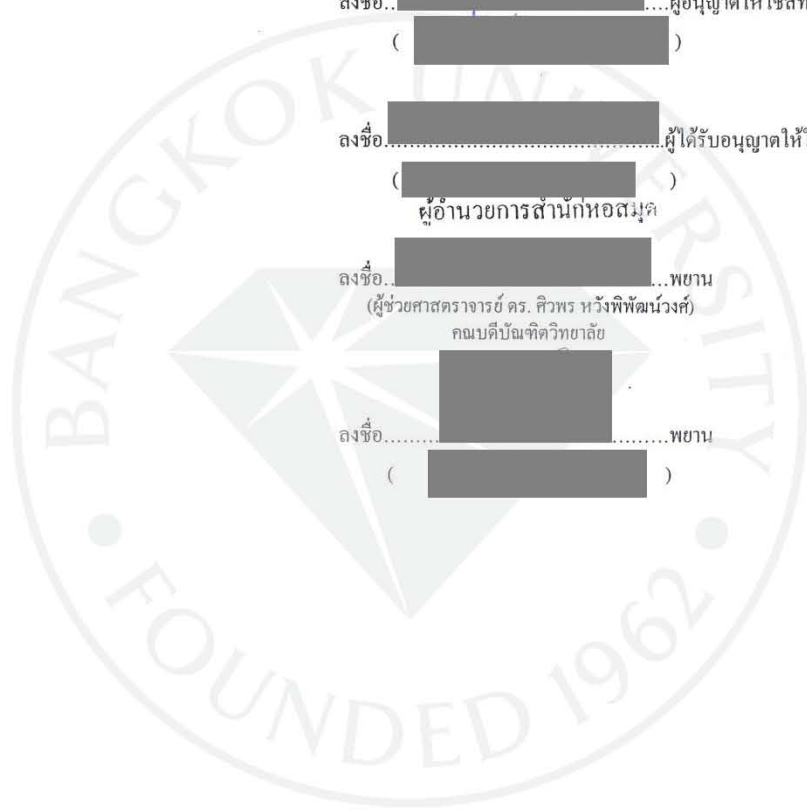 ลงชื่อ.. ....ผู้อนุญาตให้ใช้สิท
( )
ลงชื่อ............................................ผู้ได้รับอนุญาตให้
( )
ผู้อำนวยการสำนักหอสมุด
ลงชื่อ.. ...พยาน
(ผู้ช่วยศาสตราจารย์ ดร. ศิวพร หวังพิพัฒน์วงศ์)
คณบดีบัณฑิตวิทยาลัย
ลงชื่อ........ .........พยาน
( )
BANGKOK UNIVERSITY
FOUNDED 1962